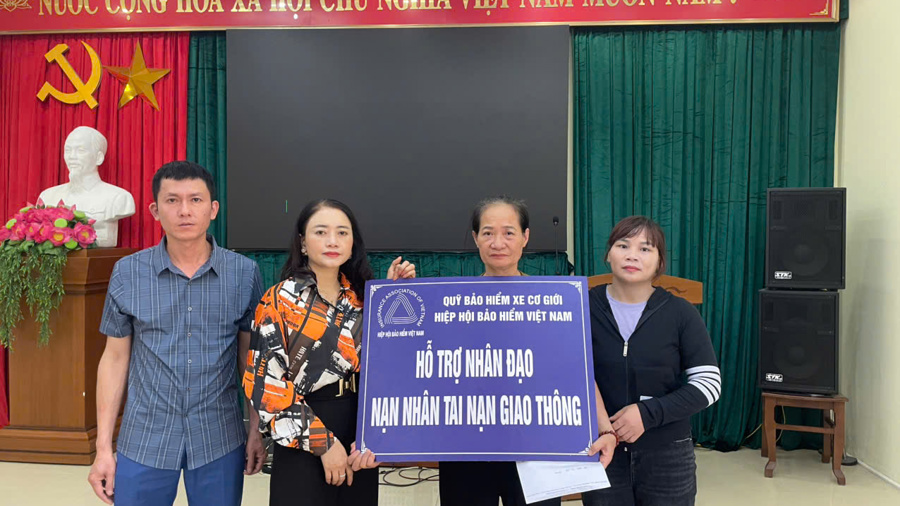 NƯỚC CỘNG HÒA XÃ HỘI CHỦ NGHĨA VIỆT NAM MUÔN NĂM !
INSURANCE ASSOCIATION OF VIETNAM
HIỆP HỘI BẢO HIỂM VIỆT NAM
QUỸ BẢO HIỂM XE CƠ GIỚI
HIỆP HỘI BẢO HIỂM VIỆT NAM
HỖ TRỢ NHÂN ĐẠO
NẠN NHÂN TAI NẠN GIAO THÔNG